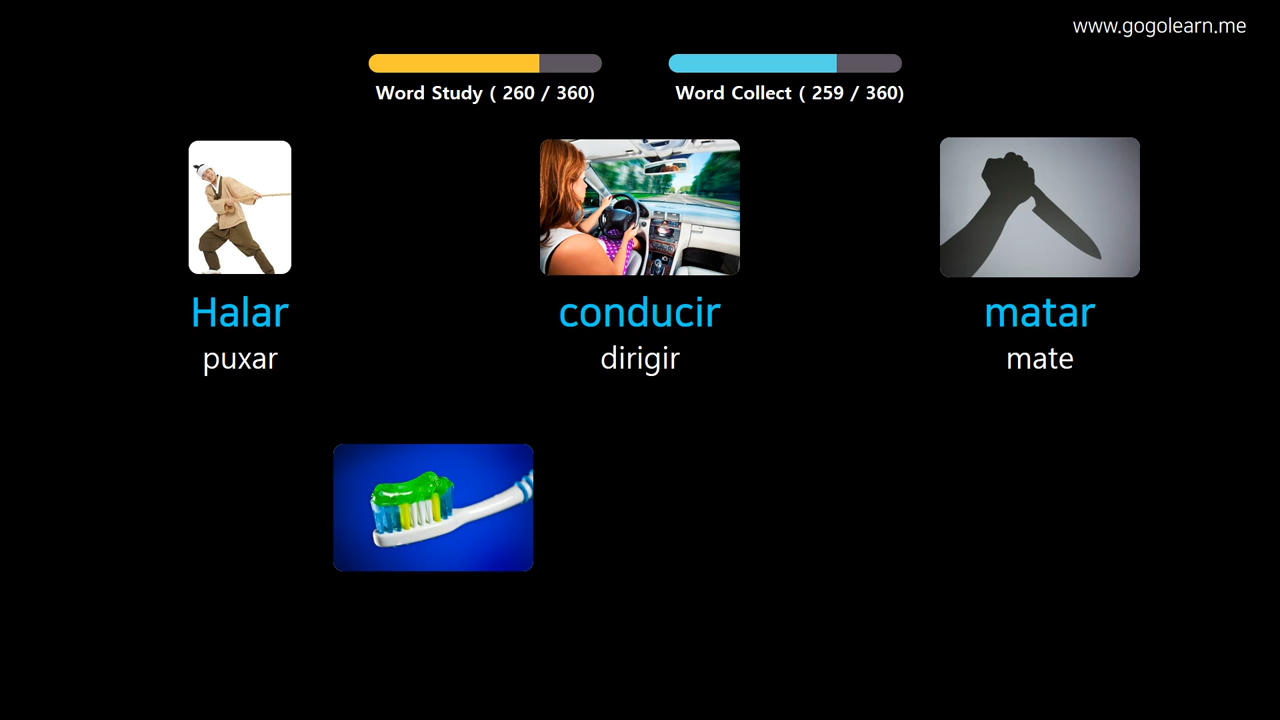 www.gogolearn.me
Word Study ( 260 / 360)
Word Collect ( 259 / 360)
Halar
puxar
conducir
dirigir
matar
mate